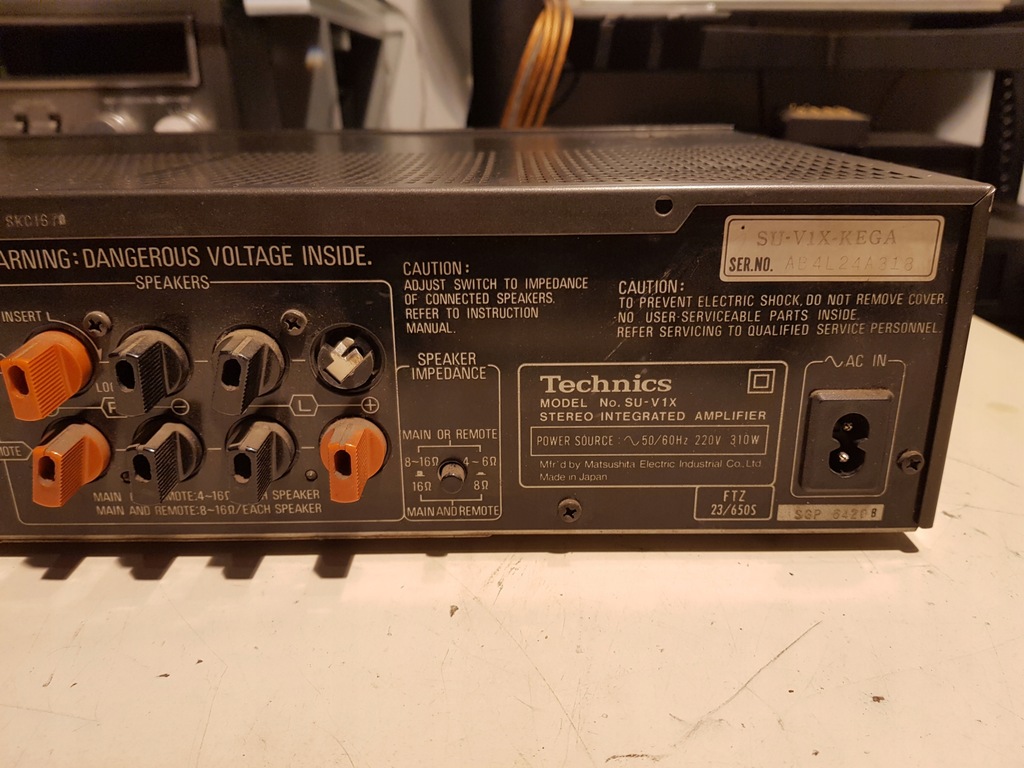 SKC16
ARNING: DANGEROUS VOLTAGE INSIDE.
SPEAKERS
INSERT L
R
−
L
+
MOTE
MAIN REMOTE:4~16Ω SPEAKER
MAIN AND REMOTE:8~16Ω/EACH SPEAKER
CAUTION:
ADJUST SWITCH TO IMPEDANCE
OF CONNECTED SPEAKERS.
REFER TO INSTRUCTION
MANUAL.
SPEAKER
IMPEDANCE
MAIN OR REMOTE
8~16Ω 4~6Ω
16Ω 8Ω
MAIN AND REMOTE
SU-V1X-KEGA
SER.NO. AB4L24A318
CAUTION:
TO PREVENT ELECTRIC SHOCK, DO NOT REMOVE COVER.
NO USER-SERVICEABLE PARTS INSIDE.
REFER SERVICING TO QUALIFIED SERVICE PERSONNEL.
Technics
MODEL No. SU-V1X
STEREO INTEGRATED AMPLIFIER
POWER SOURCE: ∿50/60Hz 220V 310W
Mfr'd by Matsushita Electric Industrial Co., Ltd.
Made in Japan
FTZ
23/650S
∿ AC IN
SGP 6420B